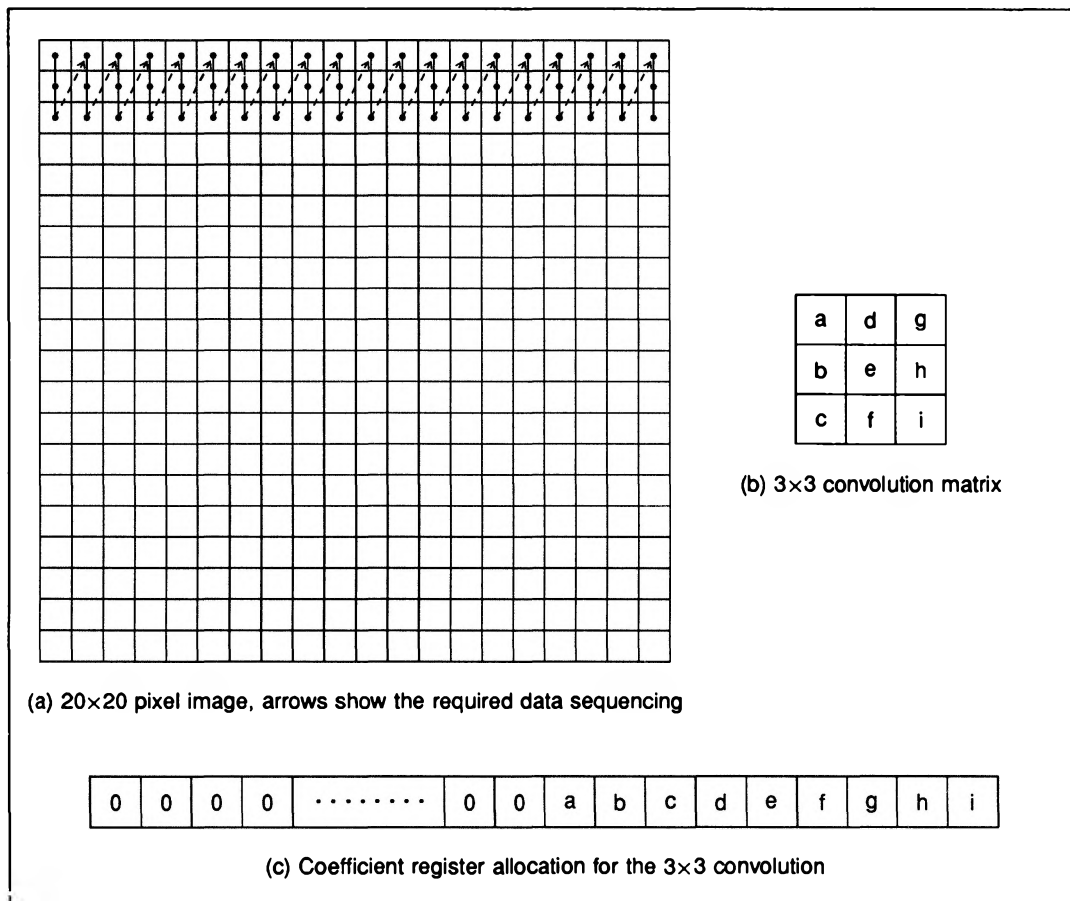 a d g
b e h
c f i
(b) 3×3 convolution matrix
(a) 20×20 pixel image, arrows show the required data sequencing
0 0 0 0 ········ 0 0 a b c d e f g h i
(c) Coefficient register allocation for the 3×3 convolution